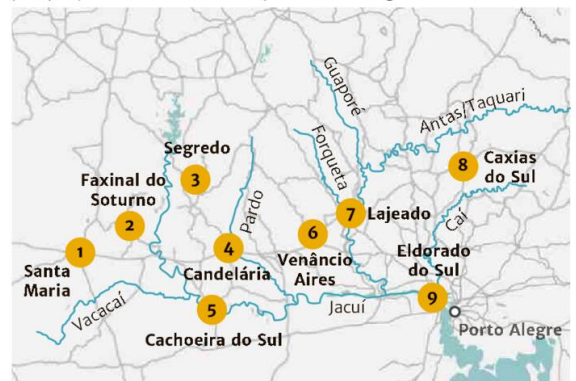 Guaporé
Antas/Taquari
Forqueta
Segredo
3
8
Caxias
do Sul
Faxinal do
Soturno
2
Pardo
7
Lajeado
Caí
1
Santa
Maria
4
Candelária
6
Venâncio
Aires
Eldorado
do Sul
9
Vacacaí
5
Cachoeira do Sul
Jacuí
Porto Alegre